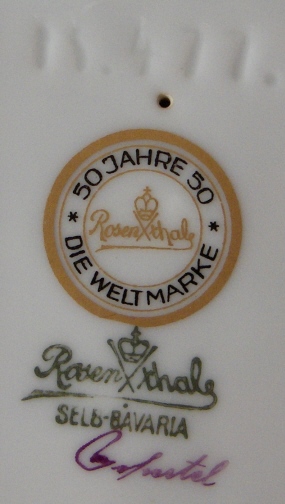 50 JAHRE 50
Rosenthal
* DIE WELTMARKE *
Rosenthal
SELB-BAVARIA